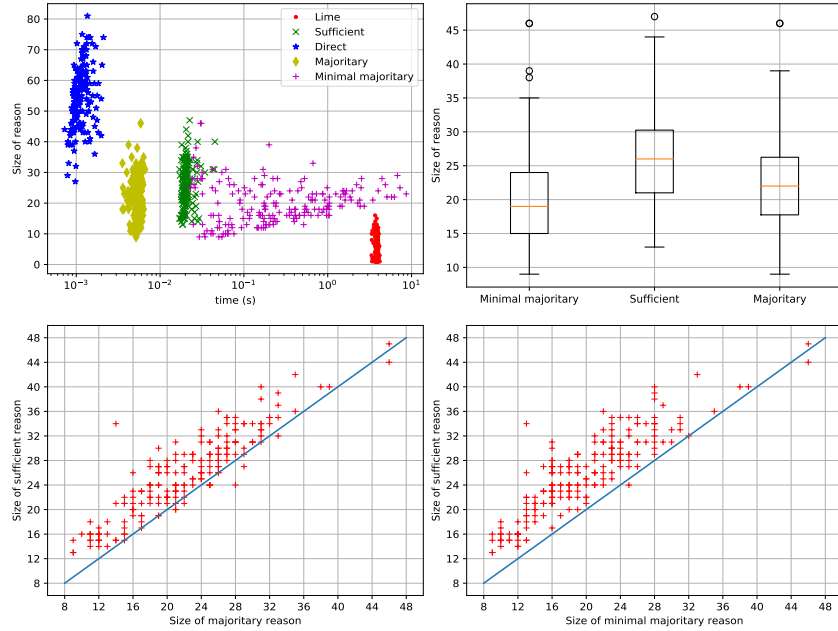 Lime
Sufficient
Direct
Majoritary
Minimal majoritary
80
70
60
50
40
30
20
10
0
Size of reason
10⁻³ 10⁻² 10⁻¹ 10⁰ 10¹
time (s)
45
40
35
30
25
20
15
10
Size of reason
Minimal majoritary Sufficient Majoritary
48
44
40
36
32
28
24
20
16
12
8
Size of sufficient reason
8 12 16 20 24 28 32 36 40 44 48
Size of majoritary reason
48
44
40
36
32
28
24
20
16
12
8
Size of sufficient reason
8 12 16 20 24 28 32 36 40 44 48
Size of minimal majoritary reason